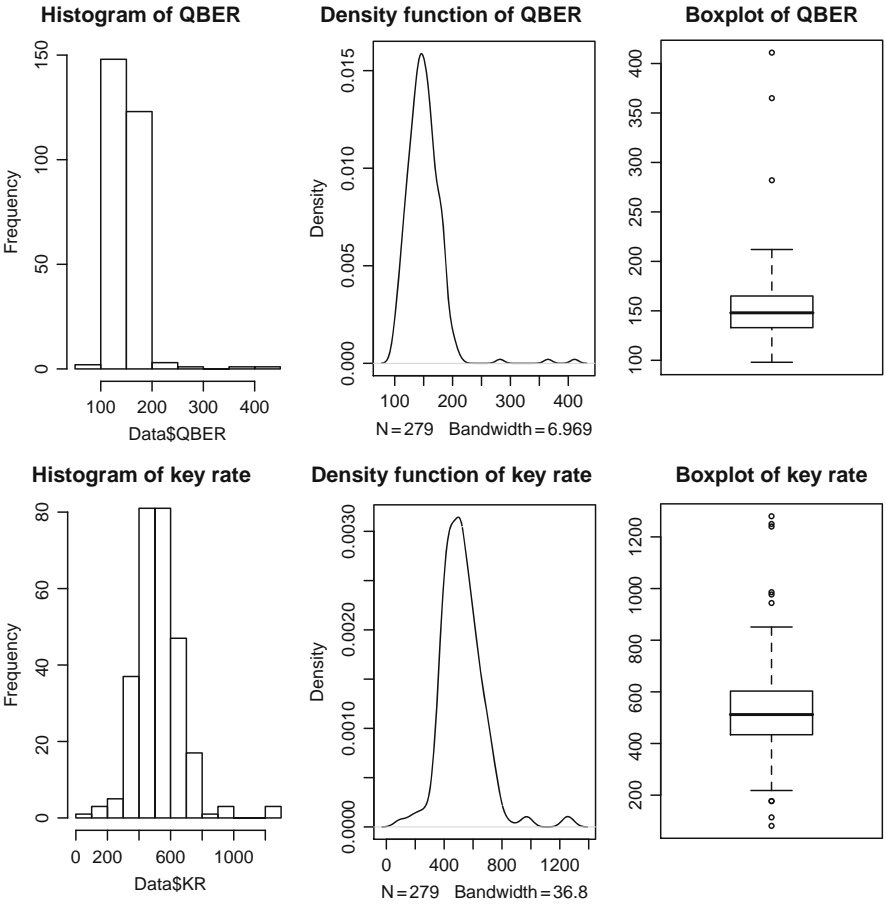 Histogram of QBER
Frequency
0 50 100 150
100 200 300 400
Data$QBER
Density function of QBER
Density
0.000 0.005 0.010 0.015
100 200 300 400
N=279 Bandwidth=6.969
Boxplot of QBER
100 150 200 250 300 350 400
Histogram of key rate
Frequency
0 20 40 60 80
0 200 600 1000
Data$KR
Density function of key rate
Density
0.0000 0.0010 0.0020 0.0030
0 400 800 1200
N=279 Bandwidth=36.8
Boxplot of key rate
200 400 600 800 1000 1200